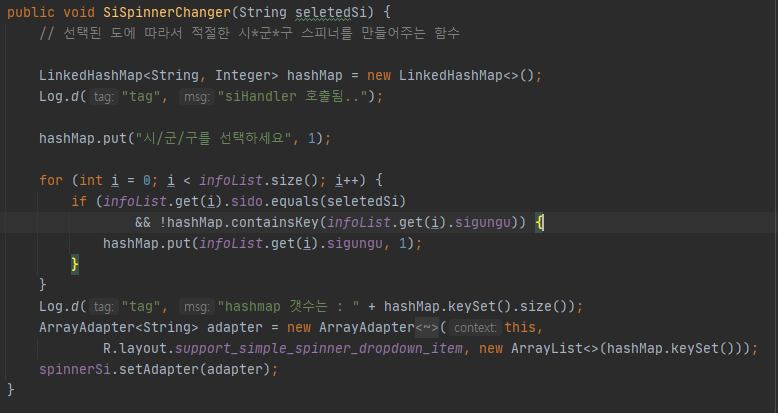 public void SiSpinnerChanger(String seletedSi) {
// 선택된 도에 따라서 적절한 시*군*구 스피너를 만들어주는 함수
LinkedHashMap<String, Integer> hashMap = new LinkedHashMap<>();
Log.d( tag: "tag", msg: "siHandler 호출됨..");
hashMap.put("시/군/구를 선택하세요", 1);
for (int i = 0; i < infoList.size(); i++) {
if (infoList.get(i).sido.equals(seletedSi)
&& !hashMap.containsKey(infoList.get(i).sigungu)) {
hashMap.put(infoList.get(i).sigungu, 1);
}
}
Log.d( tag: "tag", msg: "hashmap 갯수는 : " + hashMap.keySet().size());
ArrayAdapter<String> adapter = new ArrayAdapter<~>( context: this,
R.layout.support_simple_spinner_dropdown_item, new ArrayList<>(hashMap.keySet()));
spinnerSi.setAdapter(adapter);
}